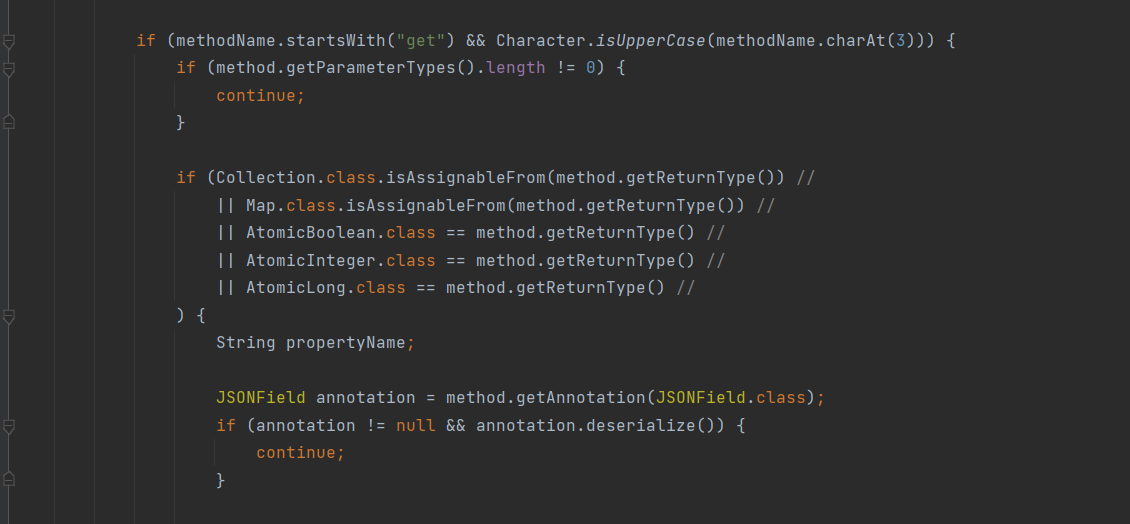 if (methodName.startsWith("get") && Character.isUpperCase(methodName.charAt(3))) {
if (method.getParameterTypes().length != 0) {
continue;
}
if (Collection.class.isAssignableFrom(method.getReturnType()) //
|| Map.class.isAssignableFrom(method.getReturnType()) //
|| AtomicBoolean.class == method.getReturnType() //
|| AtomicInteger.class == method.getReturnType() //
|| AtomicLong.class == method.getReturnType() //
) {
String propertyName;
JSONField annotation = method.getAnnotation(JSONField.class);
if (annotation != null && annotation.deserialize()) {
continue;
}